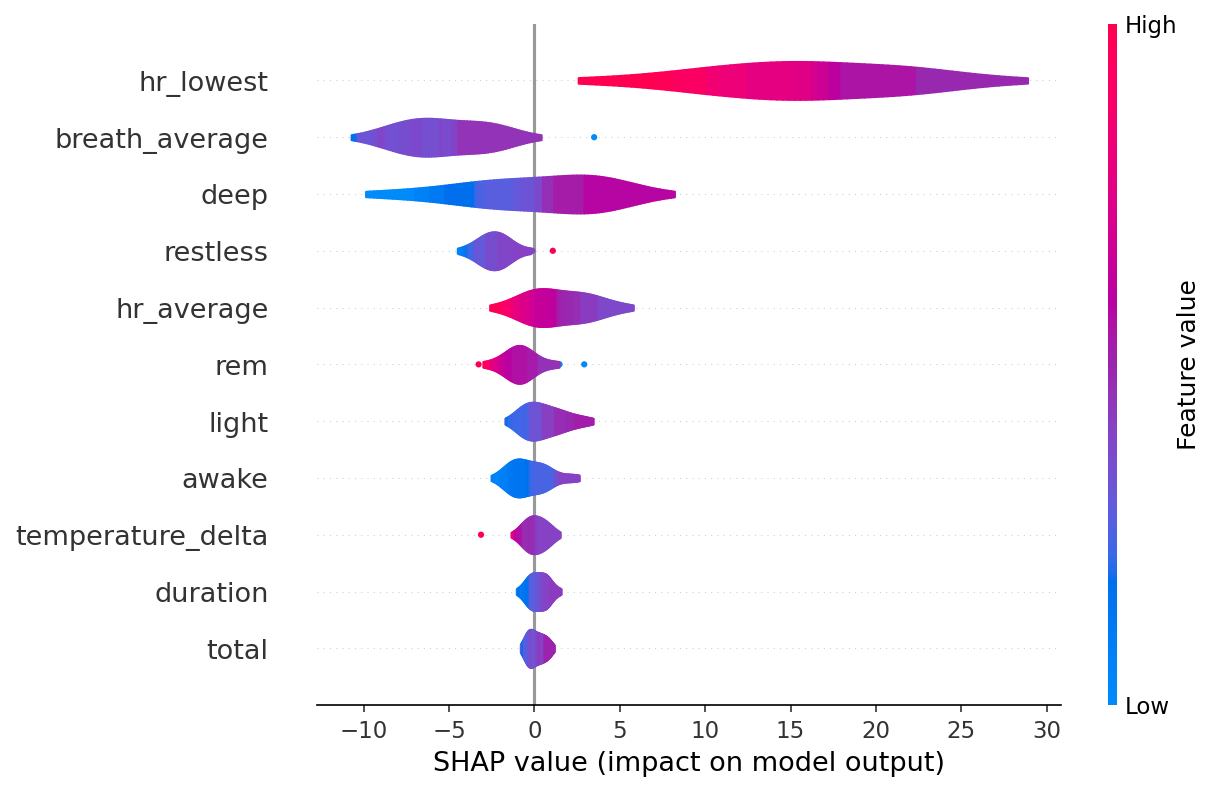 High
hr_lowest
breath_average
deep
restless
hr_average
rem
light
awake
temperature_delta
duration
total
Feature value
Low
−10 −5 0 5 10 15 20 25 30
SHAP value (impact on model output)